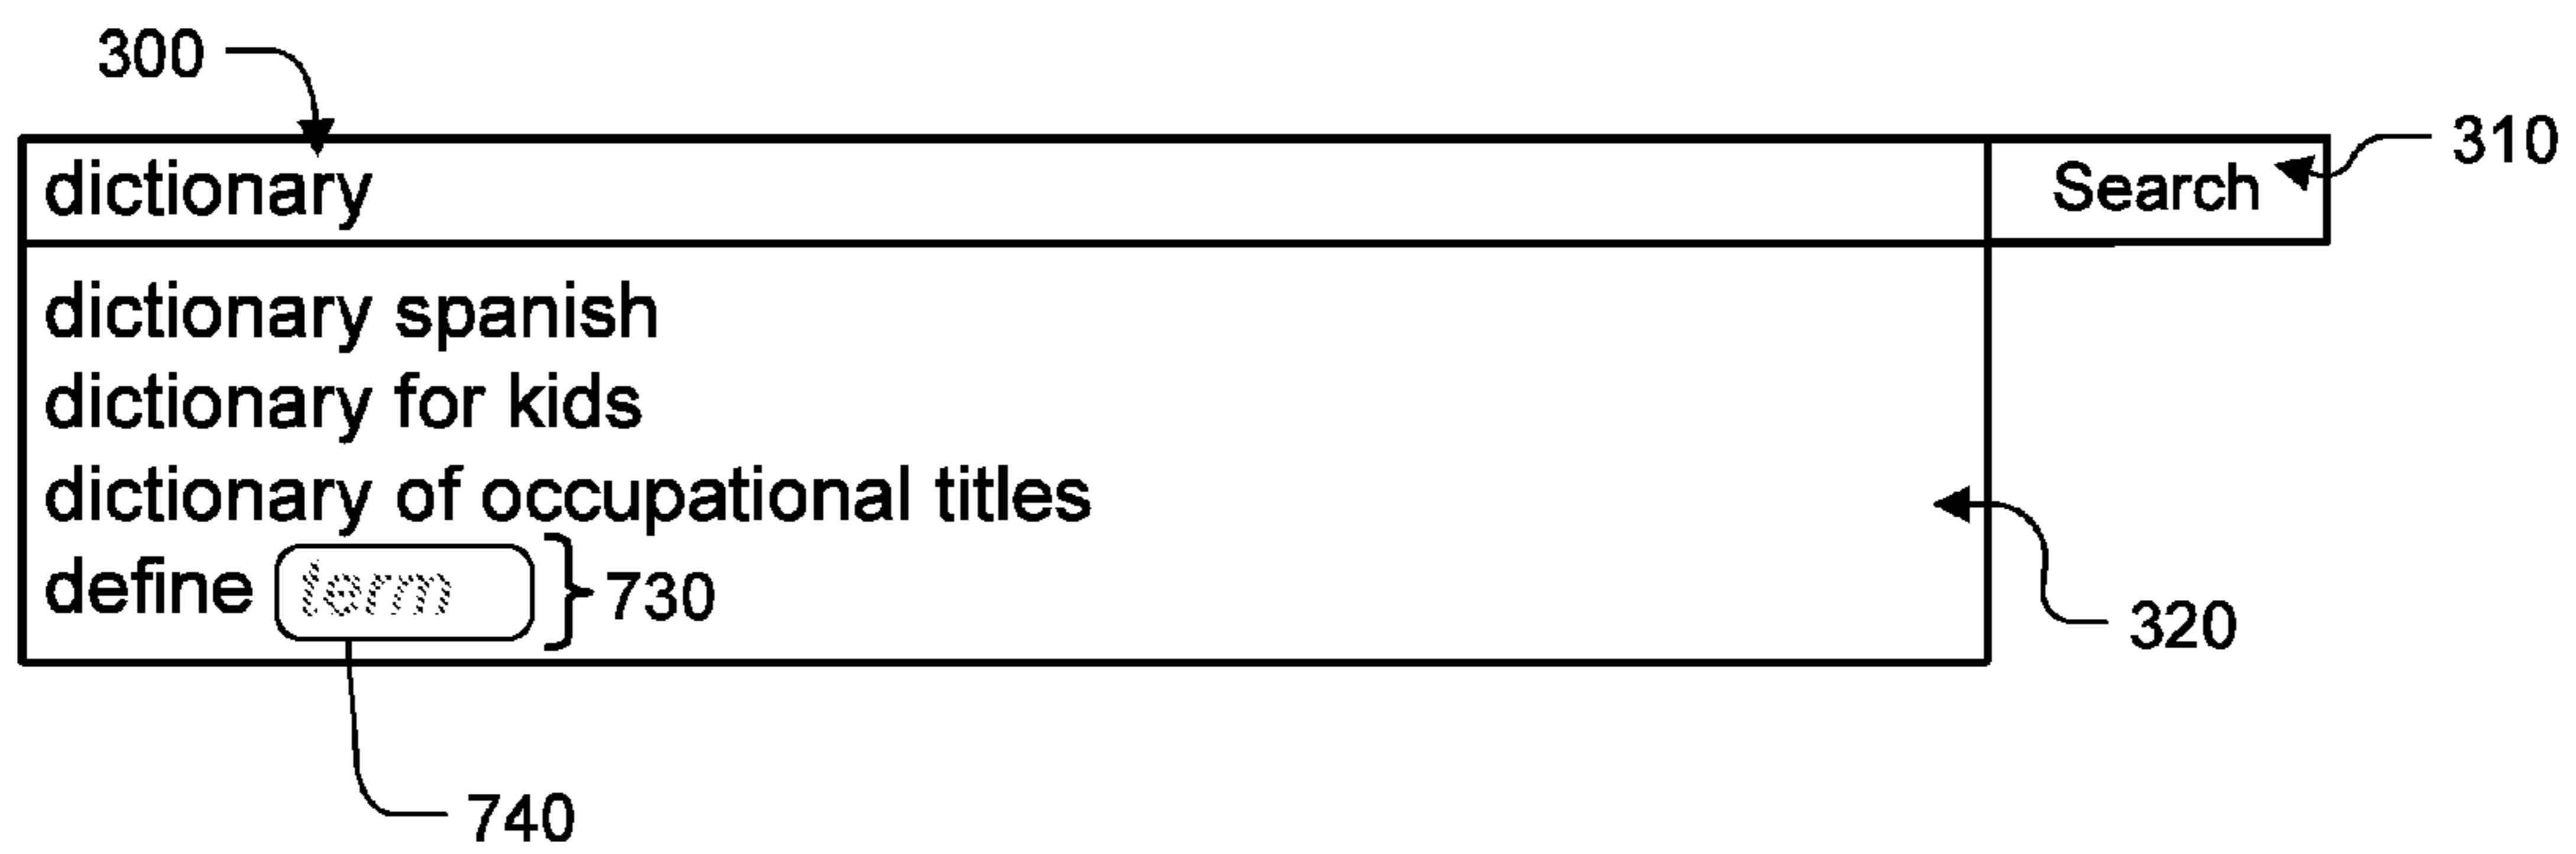 300
310
dictionary
Search
dictionary spanish
dictionary for kids
dictionary of occupational titles
define term
730
320
740